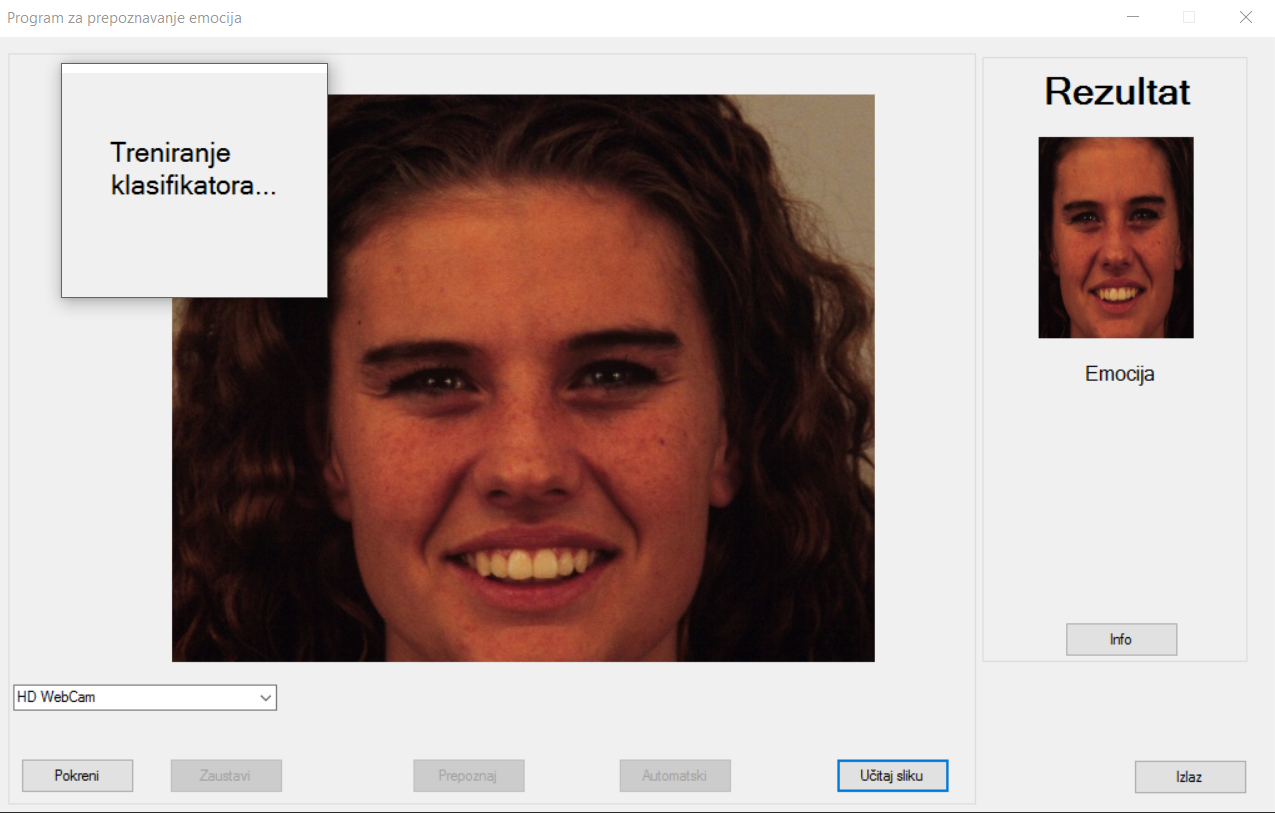 Program za prepoznavanje emocija
Treniranje
klasifikatora...
Rezultat
Emocija
Info
HD WebCam
Pokreni
Zaustavi
Prepoznaj
Automatski
Učitaj sliku
Izlaz